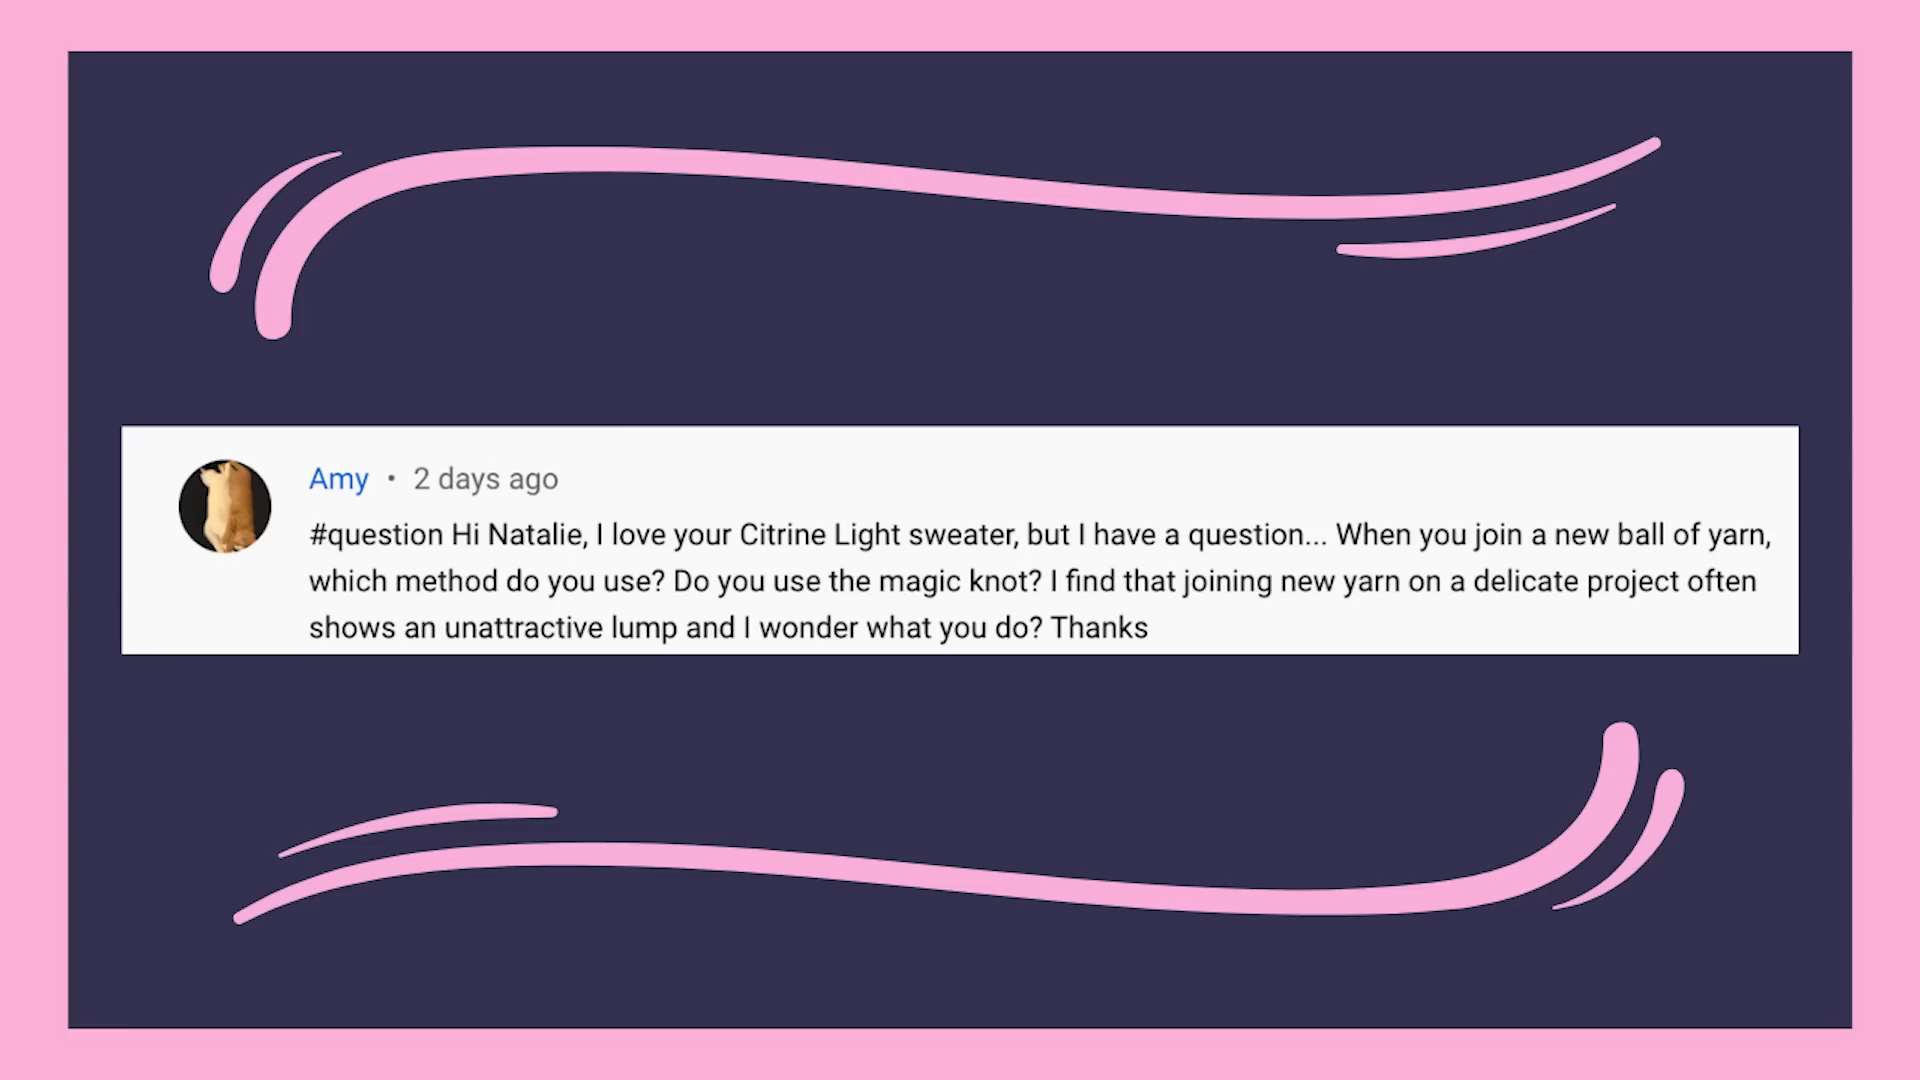 Amy • 2 days ago
#question Hi Natalie, I love your Citrine Light sweater, but I have a question... When you join a new ball of yarn,
which method do you use? Do you use the magic knot? I find that joining new yarn on a delicate project often
shows an unattractive lump and I wonder what you do? Thanks